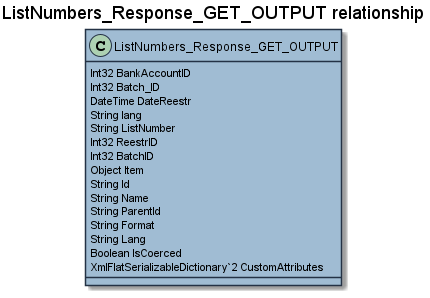 ListNumbers_Response_GET_OUTPUT relationship
C ListNumbers_Response_GET_OUTPUT
Int32 BankAccountID
Int32 Batch_ID
DateTime DateReestr
String lang
String ListNumber
Int32 ReestrID
Int32 BatchID
Object Item
String Id
String Name
String ParentId
String Format
String Lang
Boolean IsCoerced
XmlFlatSerializableDictionary`2 CustomAttributes